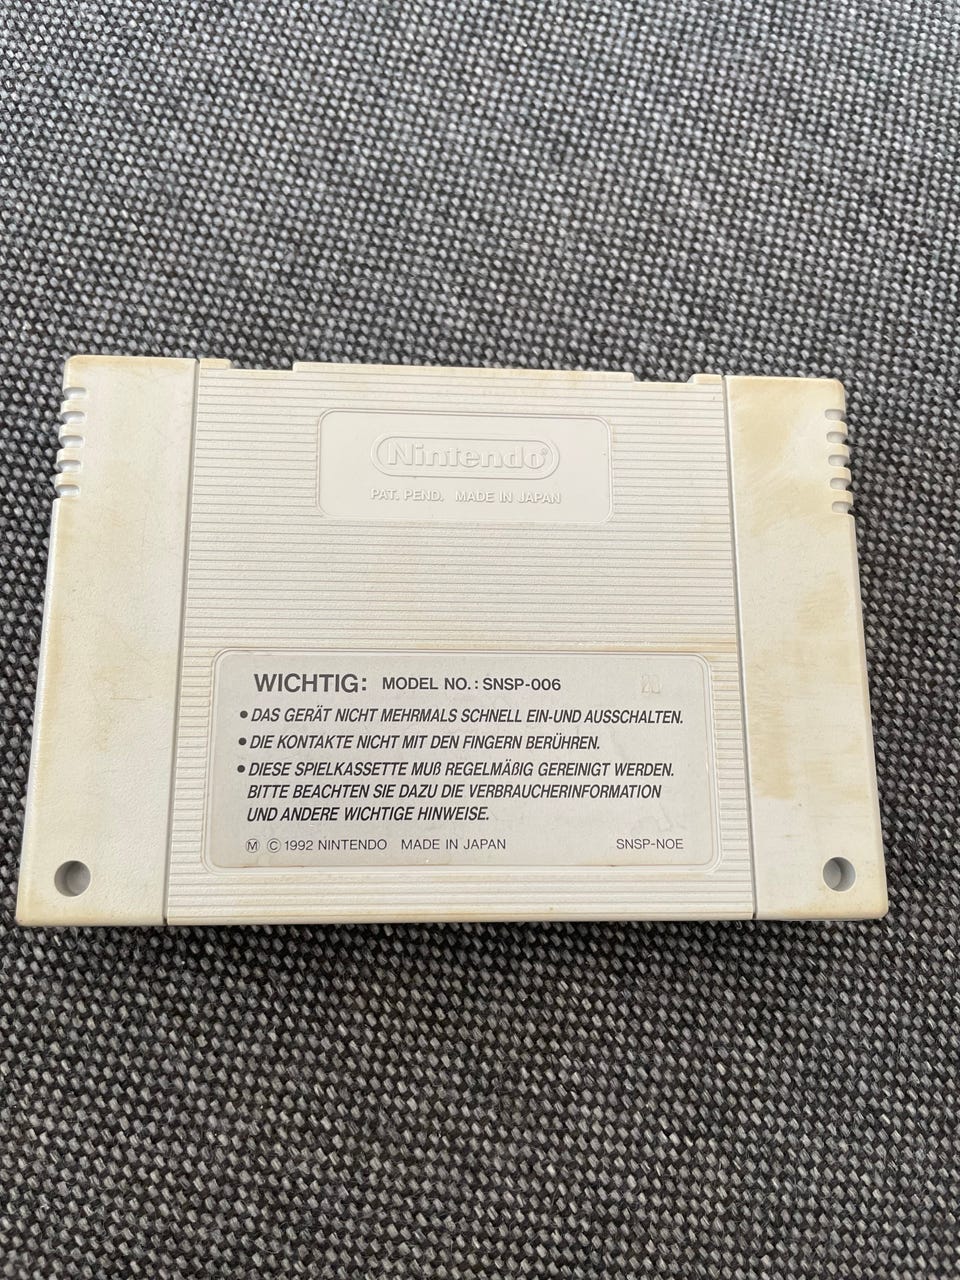 Nintendo®
PAT. PEND. MADE IN JAPAN
WICHTIG: MODEL NO.: SNSP-006
• DAS GERÄT NICHT MEHRMALS SCHNELL EIN-UND AUSSCHALTEN.
• DIE KONTAKTE NICHT MIT DEN FINGERN BERÜHREN.
• DIESE SPIELKASSETTE MUß REGELMÄßIG GEREINIGT WERDEN.
BITTE BEACHTEN SIE DAZU DIE VERBRAUCHERINFORMATION
UND ANDERE WICHTIGE HINWEISE.
Ⓜ © 1992 NINTENDO MADE IN JAPAN SNSP-NOE